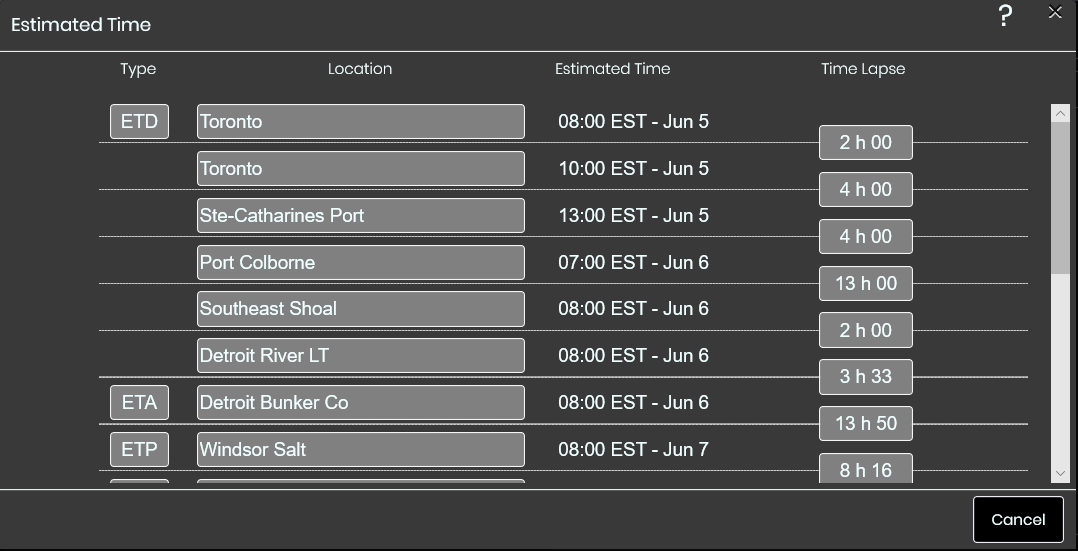 Estimated Time
?
Type Location Estimated Time Time Lapse
ETD Toronto 08:00 EST - Jun 5
2 h 00
Toronto 10:00 EST - Jun 5
4 h 00
Ste-Catharines Port 13:00 EST - Jun 5
4 h 00
Port Colborne 07:00 EST - Jun 6
13 h 00
Southeast Shoal 08:00 EST - Jun 6
2 h 00
Detroit River LT 08:00 EST - Jun 6
3 h 33
ETA Detroit Bunker Co 08:00 EST - Jun 6
13 h 50
ETP Windsor Salt 08:00 EST - Jun 7
8 h 16
Cancel